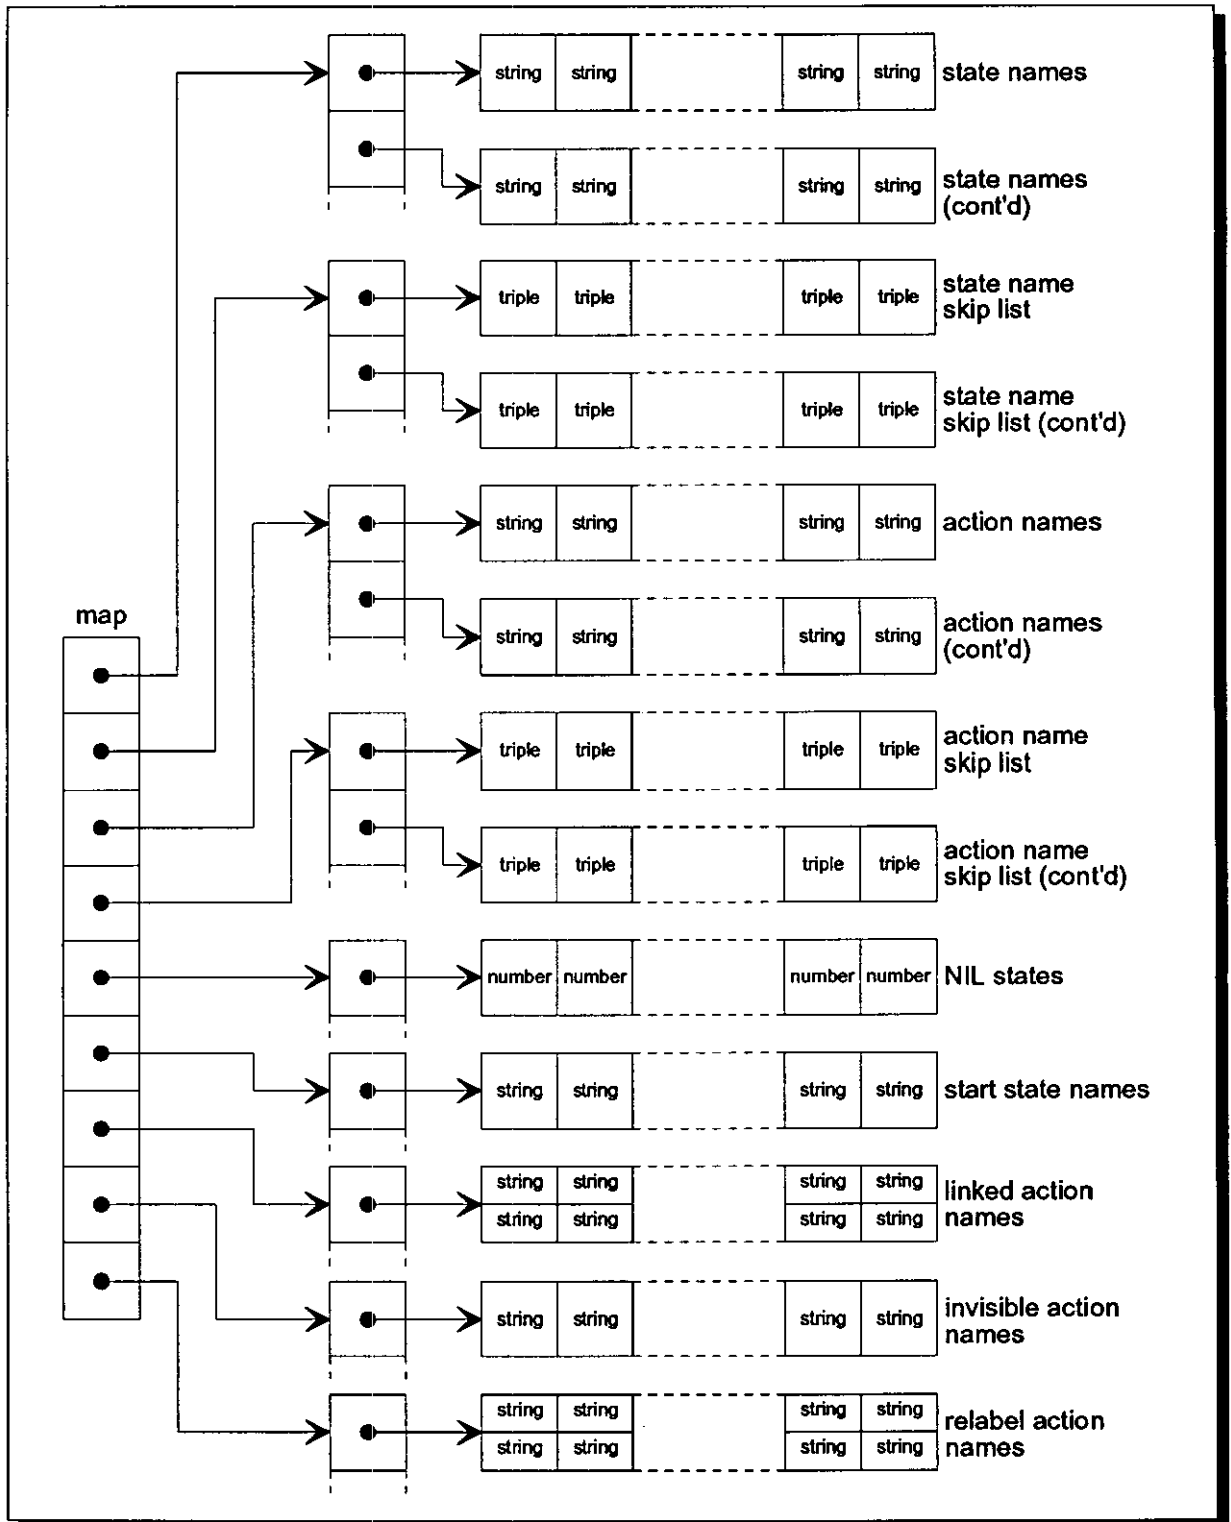 string string string string state names
string string string string state names
(cont'd)
triple triple triple triple state name
skip list
triple triple triple triple state name
skip list (cont'd)
string string string string action names
map
string string string string action names
(cont'd)
triple triple triple triple action name
skip list
triple triple triple triple action name
skip list (cont'd)
number number number number NIL states
string string string string start state names
string string string string linked action
string string string string names
string string string string invisible action
names
string string string string relabel action
string string string string names